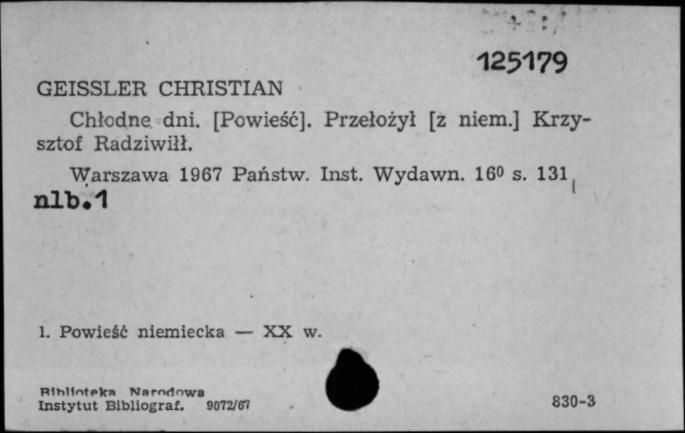 125179
GEISSLER CHRISTIAN
Chłodne dni. [Powieść]. Przełożył [z niem.] Krzy-
sztof Radziwiłł.
Warszawa 1967 Państw. Inst. Wydawn. 16⁰ s. 131,
nlb.1
1. Powieść niemiecka — XX w.
Biblioteka Narodowa
Instytut Bibliograf. 9072/67
830-3